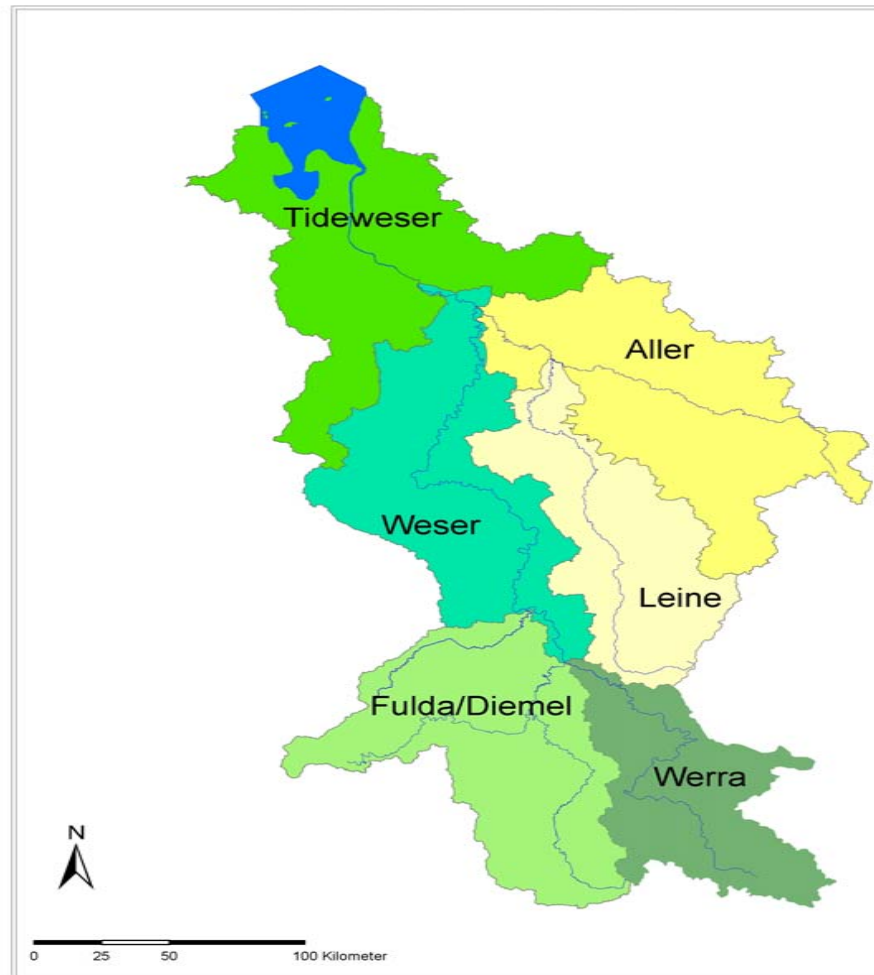 Tideweser
Aller
Weser
Leine
Fulda/Diemel
Werra
N
0 25 50 100 Kilometer